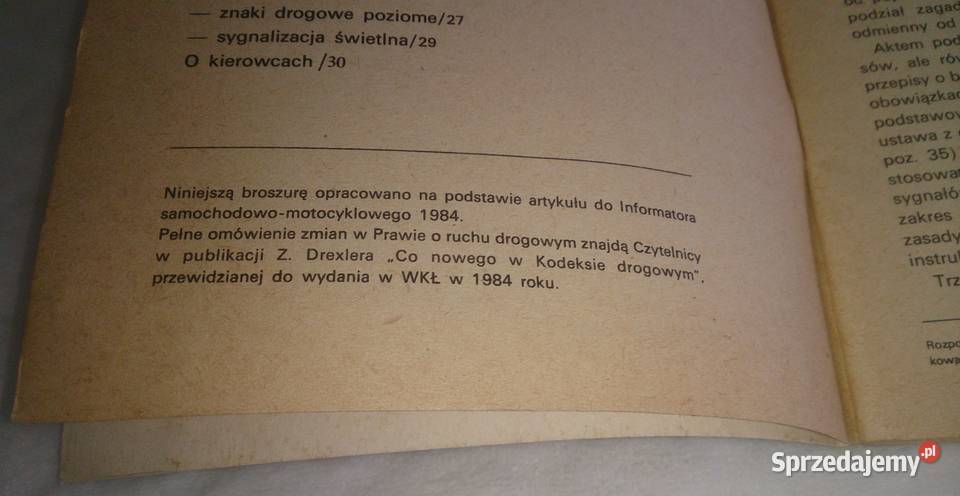 — znaki drogowe poziome/27
— sygnalizacja świetlna/29
O kierowcach /30
Niniejszą broszurę opracowano na podstawie artykułu do Informatora
samochodowo-motocyklowego 1984.
Pełne omówienie zmian w Prawie o ruchu drogowym znajdą Czytelnicy
w publikacji Z. Drexlera „Co nowego w Kodeksie drogowym",
przewidzianej do wydania w WKŁ w 1984 roku.
podział
odmienny od
Aktem
sów, ale
przepisy o
ustawa z
poz. 35)
zakres
zasady
Sprzedajemy.pl